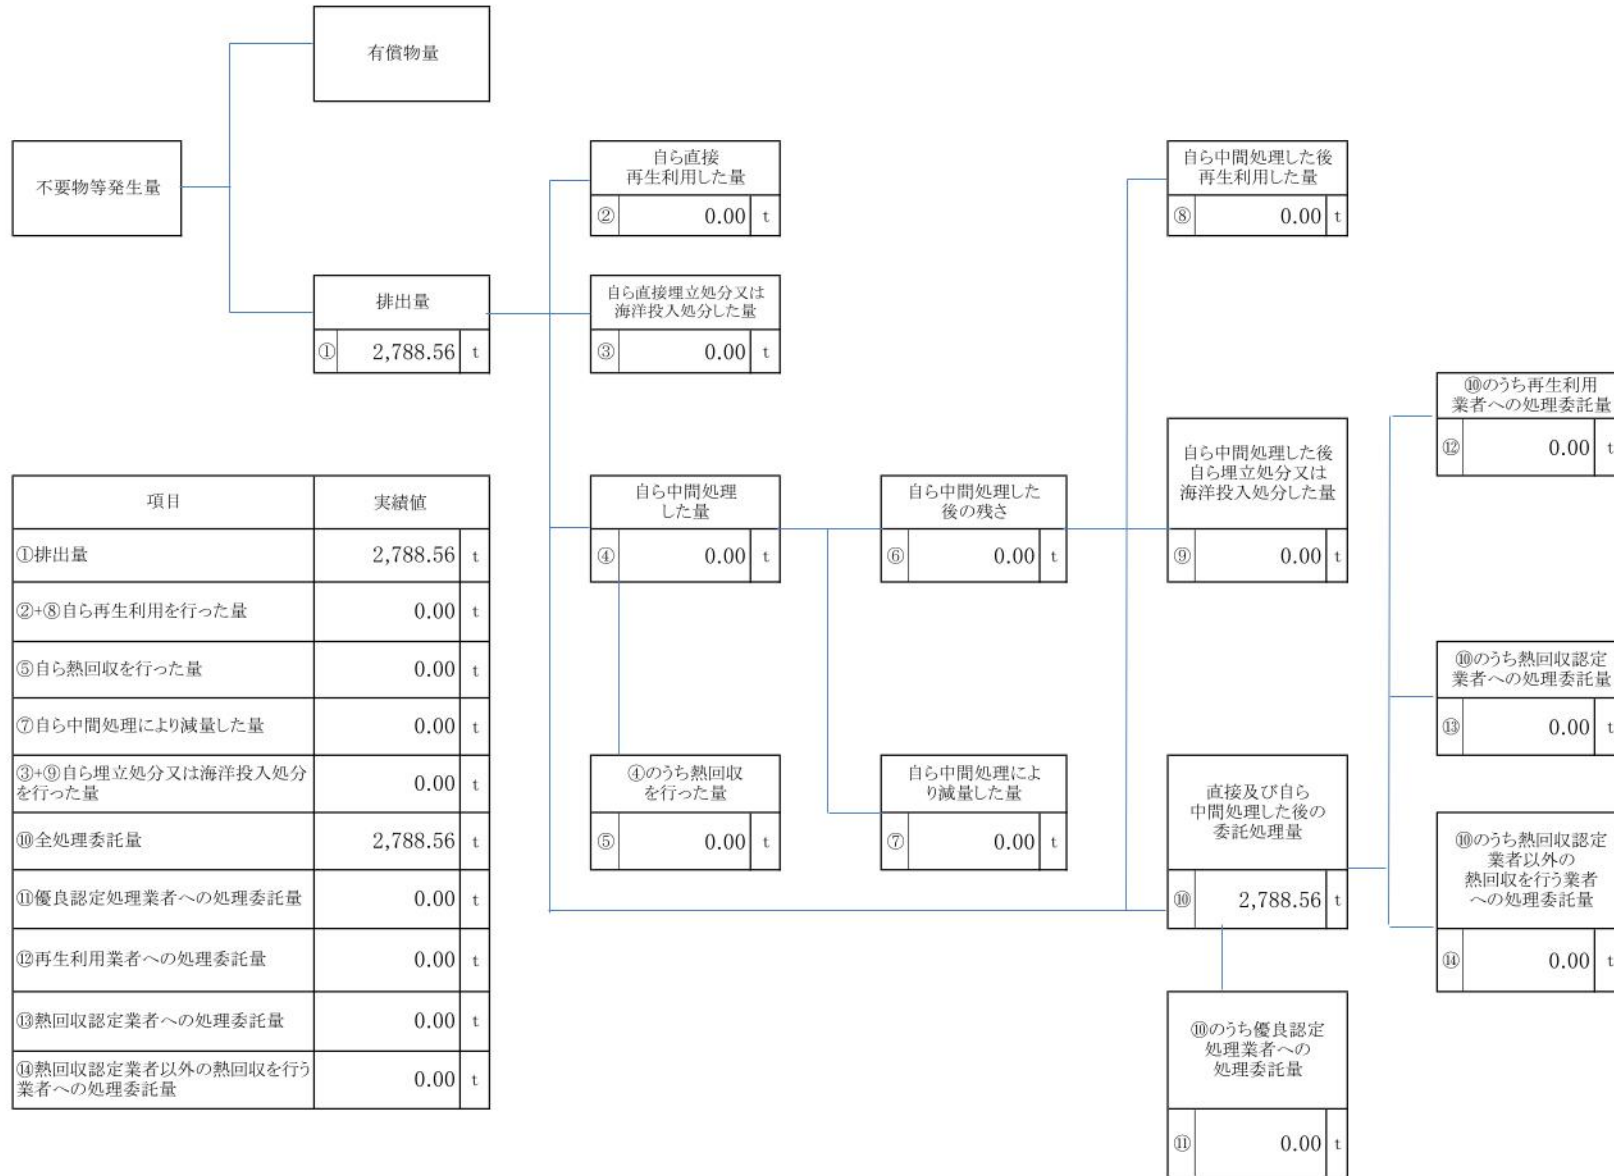 有償物量
不要物等発生量
排出量
① 2,788.56 t
自ら直接
再生利用した量
② 0.00 t
自ら直接埋立処分又は
海洋投入処分した量
③ 0.00 t
自ら中間処理
した量
④ 0.00 t
④のうち熱回収
を行った量
⑤ 0.00 t
自ら中間処理した
後の残さ
⑥ 0.00 t
自ら中間処理によ
り減量した量
⑦ 0.00 t
自ら中間処理した後
再生利用した量
⑧ 0.00 t
自ら中間処理した後
自ら埋立処分又は
海洋投入処分した量
⑨ 0.00 t
直接及び自ら
中間処理した後の
委託処理量
⑩ 2,788.56 t
⑩のうち優良認定
処理業者への
処理委託量
⑪ 0.00 t
⑩のうち再生利用
業者への処理委託量
⑫ 0.00 t
⑩のうち熱回収認定
業者への処理委託量
⑬ 0.00 t
⑩のうち熱回収認定
業者以外の
熱回収を行う業者
への処理委託量
⑭ 0.00 t
項目 実績値
①排出量 2,788.56 t
②+⑧自ら再生利用を行った量 0.00 t
⑤自ら熱回収を行った量 0.00 t
⑦自ら中間処理により減量した量 0.00 t
③+⑨自ら埋立処分又は海洋投入処分
を行った量 0.00 t
⑩全処理委託量 2,788.56 t
⑪優良認定処理業者への処理委託量 0.00 t
⑫再生利用業者への処理委託量 0.00 t
⑬熱回収認定業者への処理委託量 0.00 t
⑭熱回収認定業者以外の熱回収を行う
業者への処理委託量 0.00 t